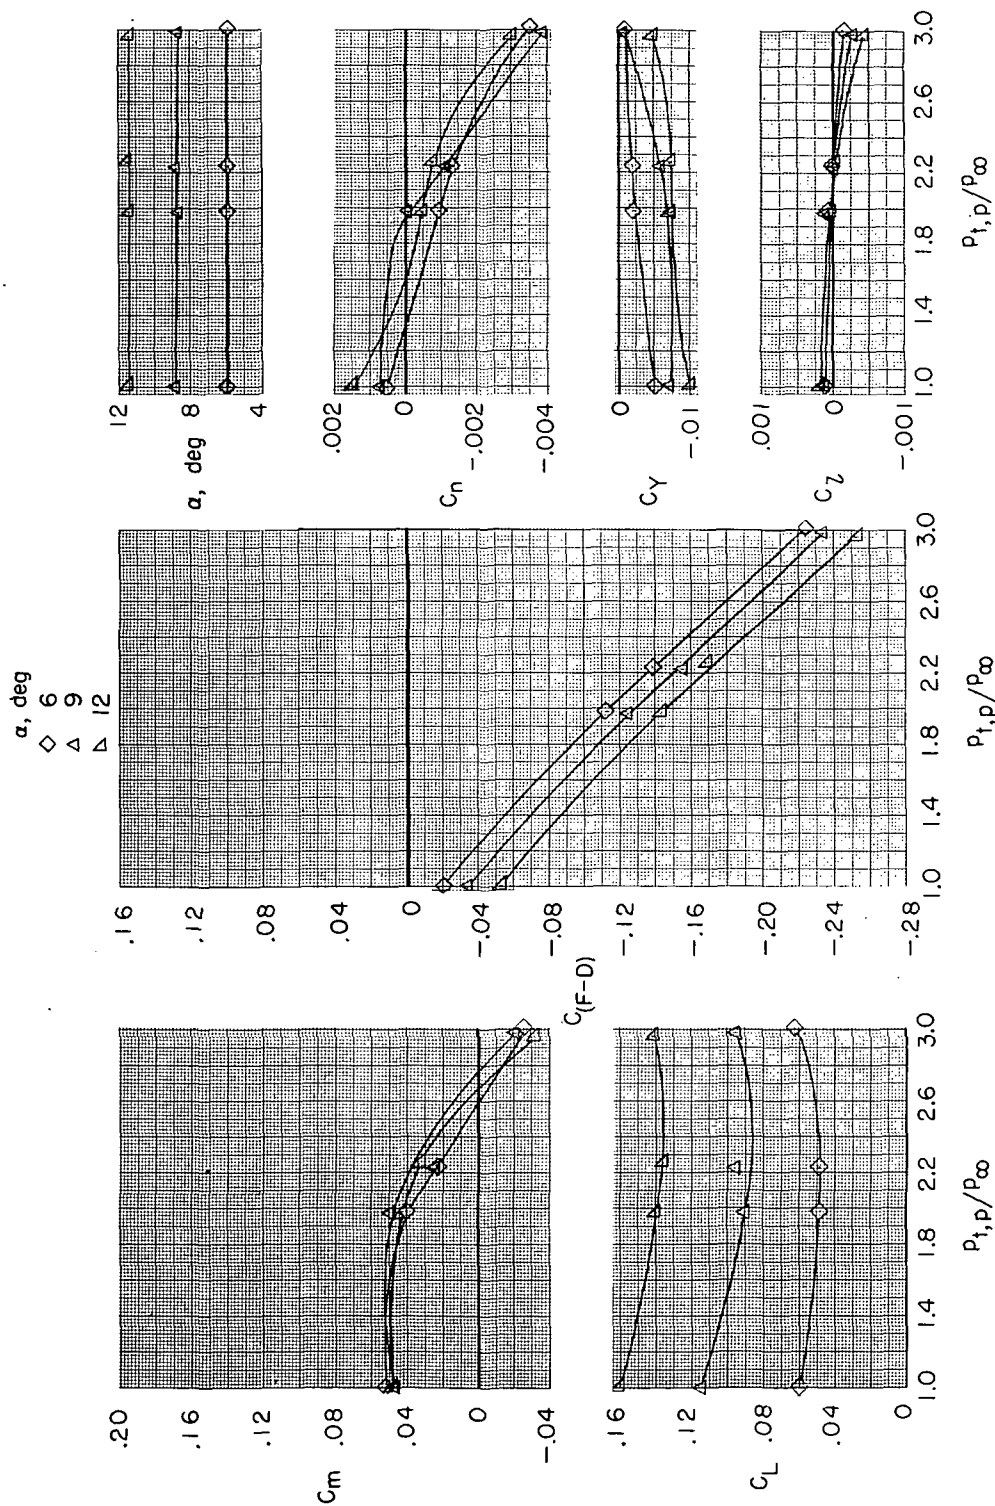 α, deg
◇ 6
△ 9
▷ 12
.20
.16
.12
.08
.04
0
-.04
Cm
.16
.12
.08
.04
0
CL
1.0 1.4 1.8 2.2 2.6 3.0
pt,p/p∞
.16
.12
.08
.04
0
-.04
-.08
-.12
-.16
-.20
-.24
-.28
C(F-D)
1.0 1.4 1.8 2.2 2.6 3.0
pt,p/p∞
12
8
4
α, deg
.002
0
-.002
-.004
Cn
0
-.01
CY
.001
0
-.001
Cl
1.0 1.4 1.8 2.2 2.6 3.0
pt,p/p∞